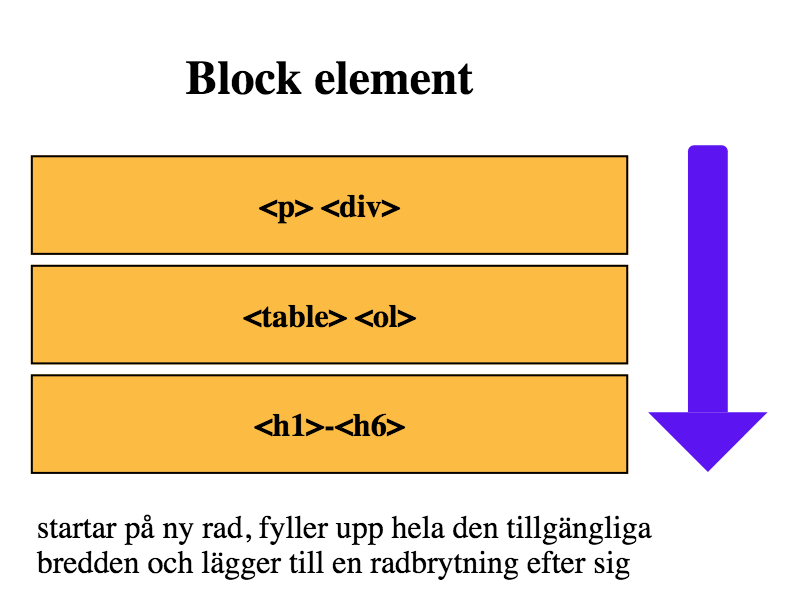 Block element
<p> <div>
<table> <ol>
<h1>-<h6>
startar på ny rad, fyller upp hela den tillgängliga
bredden och lägger till en radbrytning efter sig